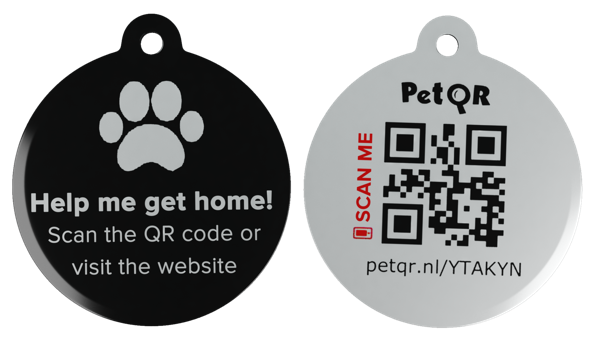 Help me get home!
Scan the QR code or
visit the website
PetQR
SCAN ME
petqr.nl/YTAKYN